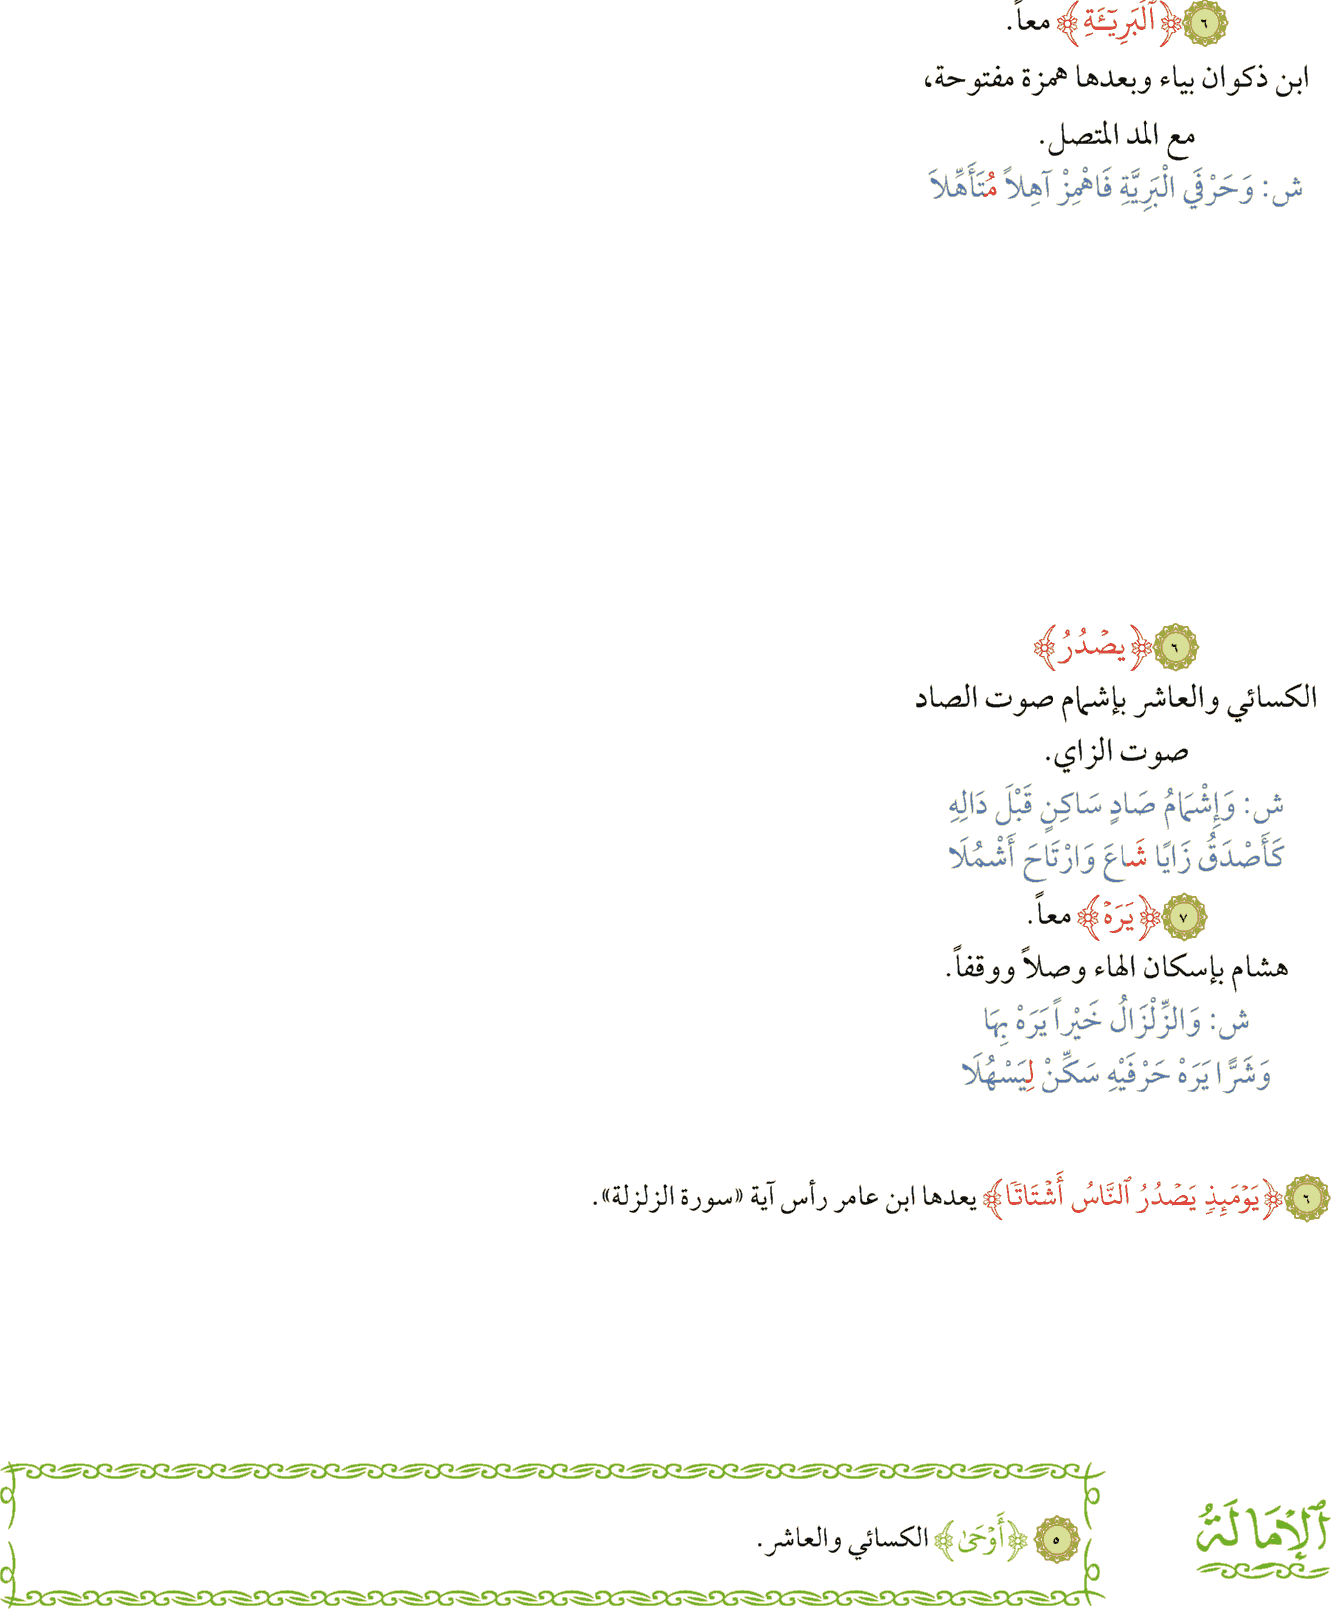 ٦ ﴿ٱلۡبَرِيٓـَٔةِ﴾ معاً.
ابن ذكوان بياء وبعدها همزة مفتوحة،
مع المد المتصل.
ش: وَحَرْفَيِ الْبَرِيَّةِ فَاهْمِزْ آهِلاً مُتَأَهِّلاَ
٦ ﴿يصۡدُرُ﴾
الكسائي والعاشر بإشمام صوت الصاد
صوت الزاي.
ش: وَإِشْمَامُ صَادٍ سَاكِنٍ قَبْلَ دَالِهِ
كَأَصْدَقُ زَايًا شَاعَ وَارْتَاحَ أَشْمُلَا
٧ ﴿يَرَهۡ﴾ معاً.
هشام بإسكان الهاء وصلاً ووقفاً.
ش: وَالزِّلْزَالُ خَيْراً يَرَهْ بِهَا
وَشَرًّا يَرَهْ حَرْفَيْهِ سَكِّنْ لِيَسْهُلَا
٦ ﴿يَوۡمَئِذٖ يَصۡدُرُ ٱلنَّاسُ أَشۡتَاتٗا﴾ يعدها ابن عامر رأس آية «سورة الزلزلة».
ٱلْإِمَالَةُ
٥ ﴿أَوۡحَىٰ﴾ الكسائي والعاشر.